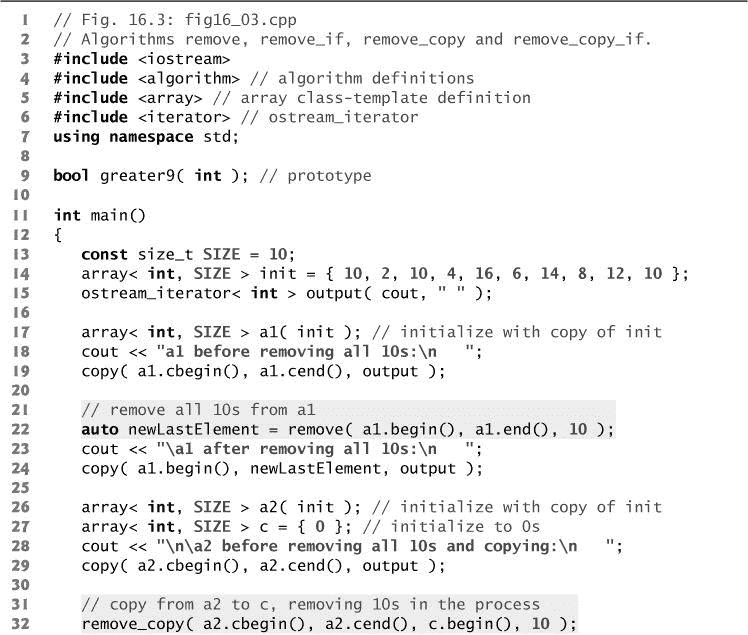 1 // Fig. 16.3: fig16_03.cpp
2 // Algorithms remove, remove_if, remove_copy and remove_copy_if.
3 #include <iostream>
4 #include <algorithm> // algorithm definitions
5 #include <array> // array class-template definition
6 #include <iterator> // ostream_iterator
7 using namespace std;
8
9 bool greater9( int ); // prototype
10
11 int main()
12 {
13 const size_t SIZE = 10;
14 array< int, SIZE > init = { 10, 2, 10, 4, 16, 6, 14, 8, 12, 10 };
15 ostream_iterator< int > output( cout, " " );
16
17 array< int, SIZE > a1( init ); // initialize with copy of init
18 cout << "a1 before removing all 10s:\n   ";
19 copy( a1.cbegin(), a1.cend(), output );
20
21 // remove all 10s from a1
22 auto newLastElement = remove( a1.begin(), a1.end(), 10 );
23 cout << "\a1 after removing all 10s:\n   ";
24 copy( a1.begin(), newLastElement, output );
25
26 array< int, SIZE > a2( init ); // initialize with copy of init
27 array< int, SIZE > c = { 0 }; // initialize to 0s
28 cout << "\n\a2 before removing all 10s and copying:\n   ";
29 copy( a2.cbegin(), a2.cend(), output );
30
31 // copy from a2 to c, removing 10s in the process
32 remove_copy( a2.cbegin(), a2.cend(), c.begin(), 10 );